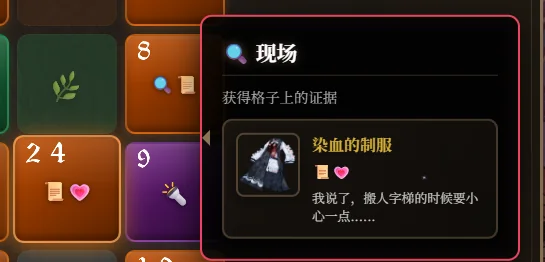 8
现场
获得格子上的证据
24
9
染血的制服
我说了，搬人字梯的时候要小
心一点……